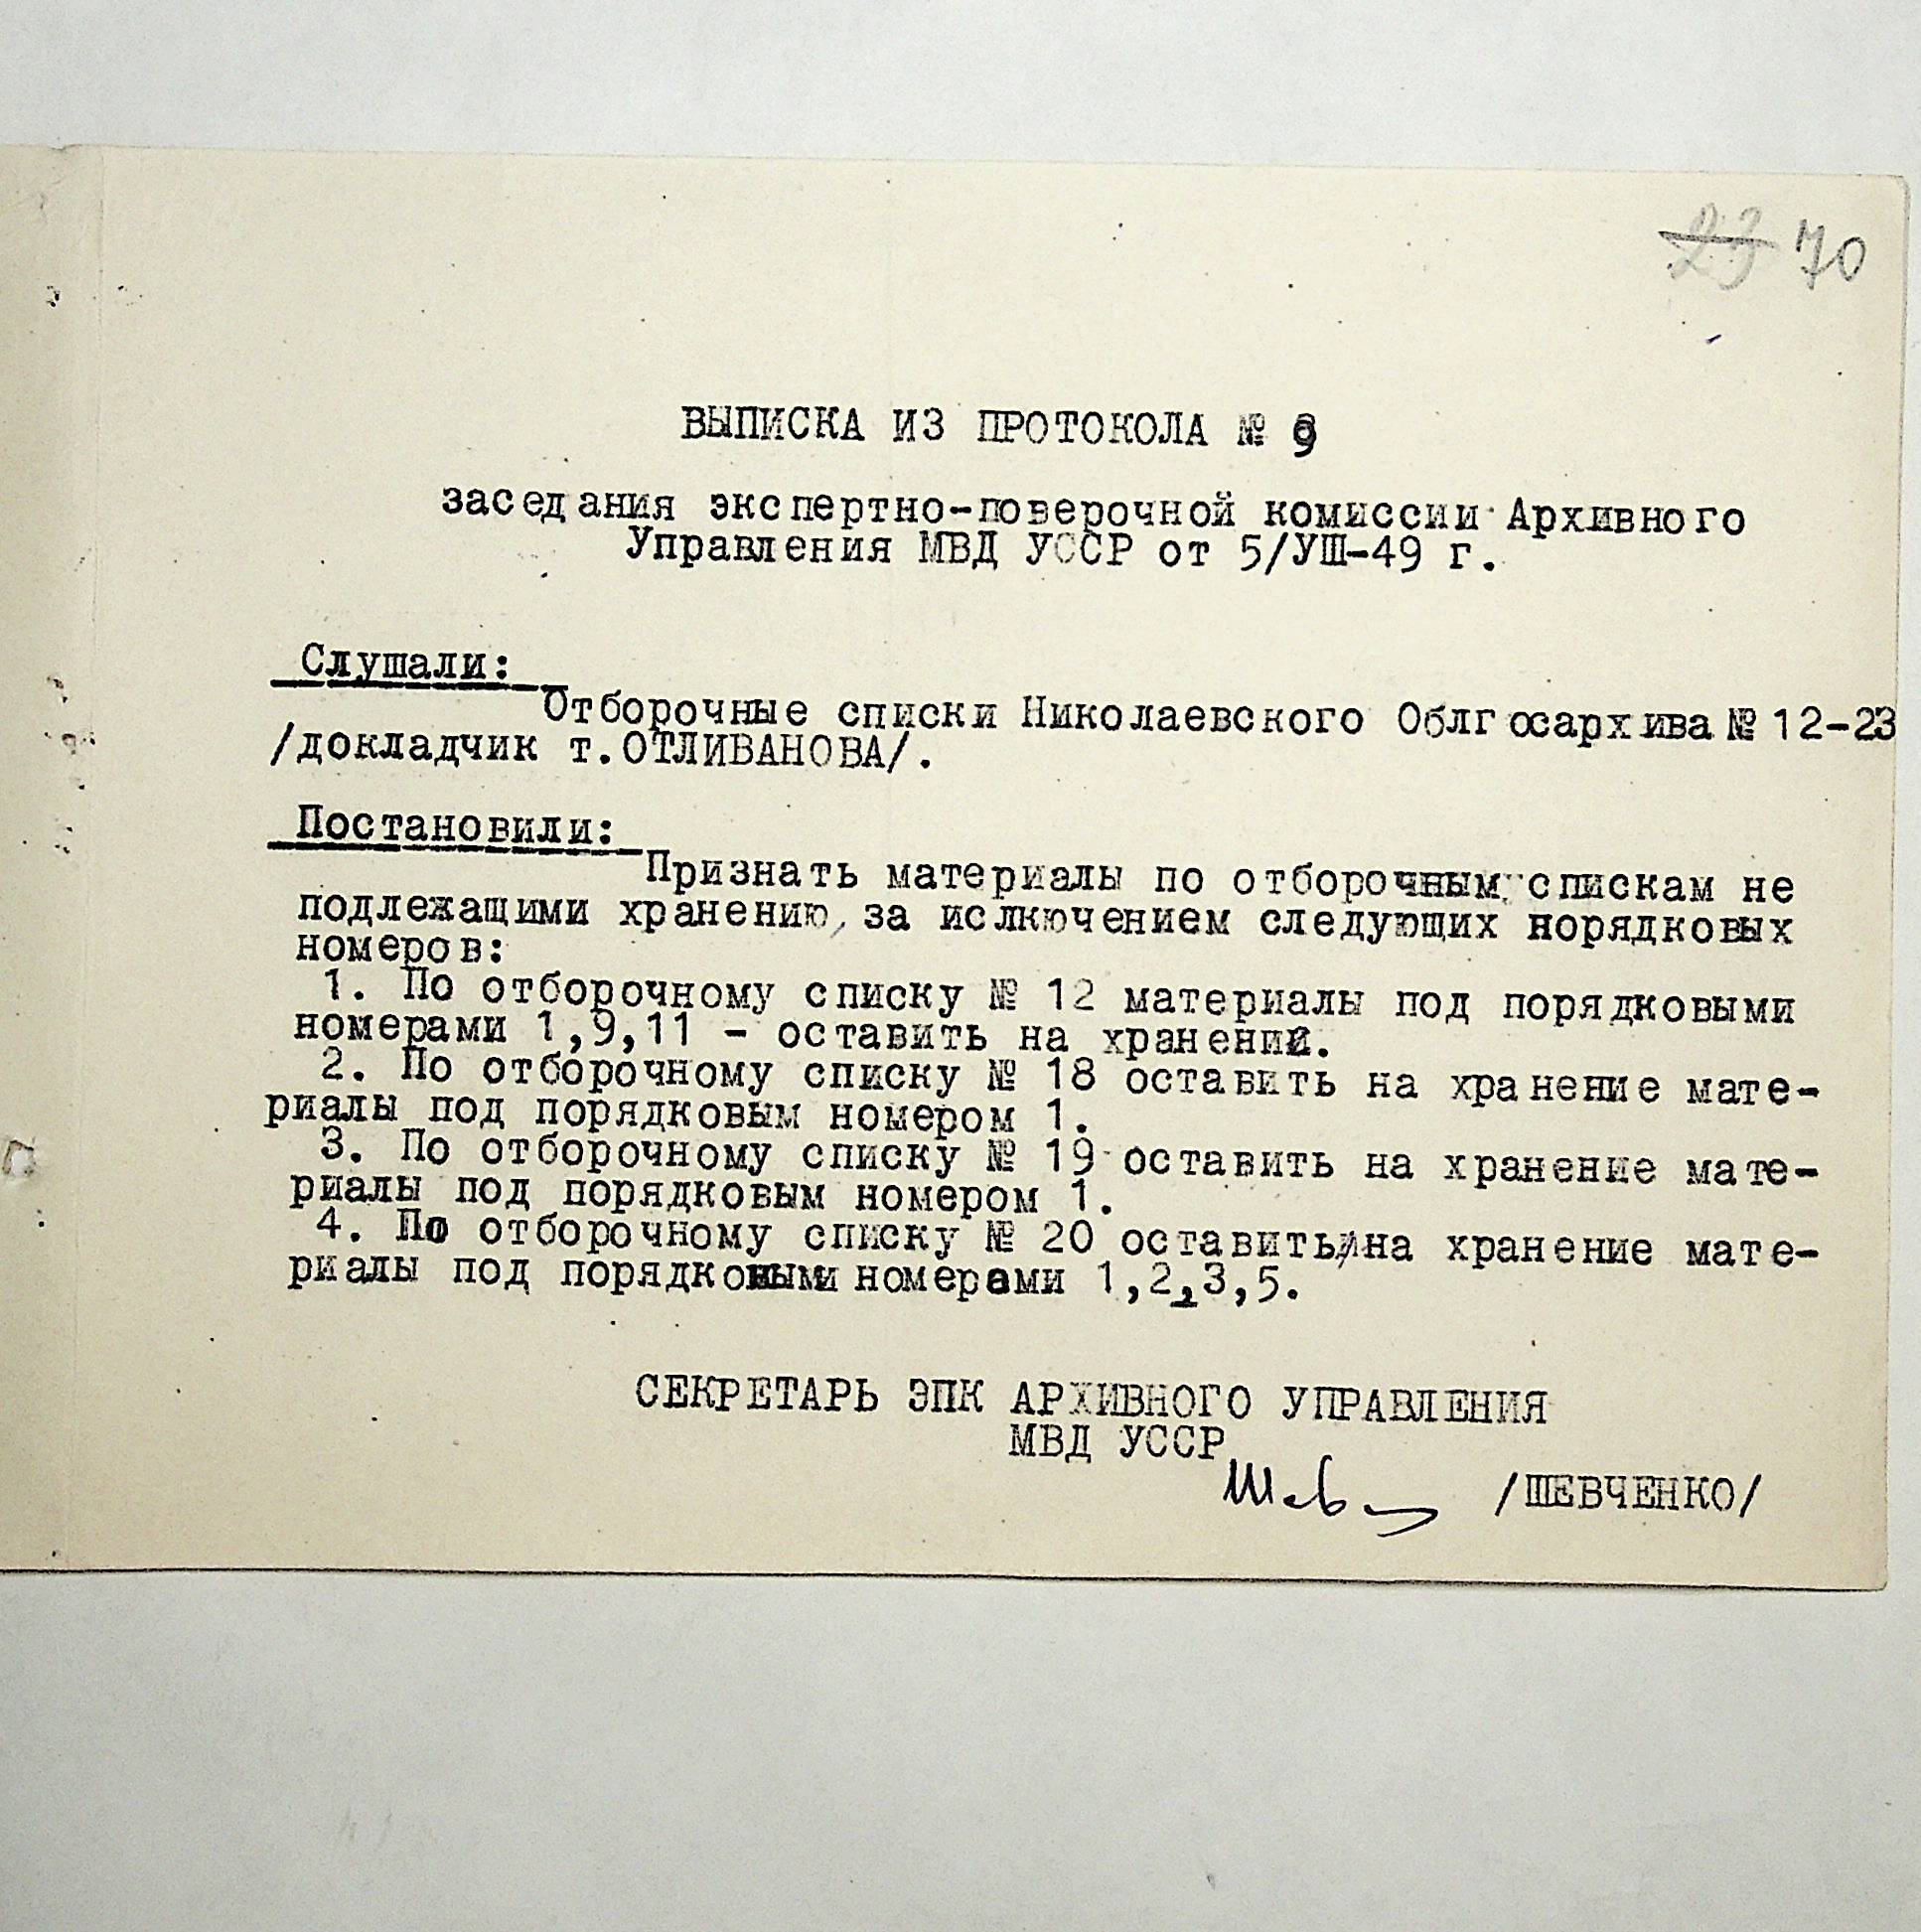 23 70
ВЫПИСКА ИЗ ПРОТОКОЛА № 9
заседания экспертно-поверочной комиссии Архивного
Управления МВД УССР от 5/УШ-49 г.
Слушали:
Отборочные списки Николаевского Облгосархива № 12-23
/докладчик т.ОТЛИВАНОВА/.
Постановили:
Признать материалы по отборочным спискам не
подлежащими хранению, за ислкючением следующих порядковых
номеров:
1. По отборочному списку № 12 материалы под порядковыми
номерами 1,9,11 - оставить на хранении.
2. По отборочному списку № 18 оставить на хранение мате-
риалы под порядковым номером 1.
3. По отборочному списку № 19 оставить на хранение мате-
риалы под порядковым номером 1.
4. По отборочному списку № 20 оставить на хранение мате-
риалы под порядковыми номерами 1,2,3,5.
СЕКРЕТАРЬ ЭПК АРХИВНОГО УПРАВЛЕНИЯ
МВД УССР
Шев /ШЕВЧЕНКО/